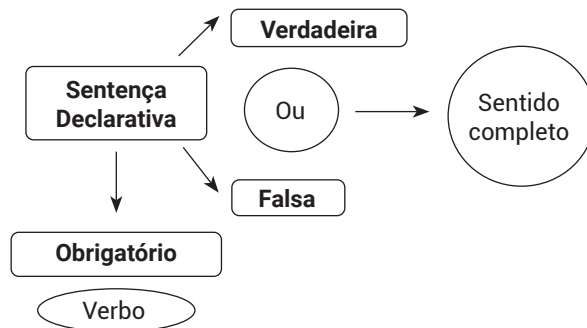 Verdadeira
Sentença
Declarativa
Ou
Sentido
completo
Falsa
Obrigatório
Verbo